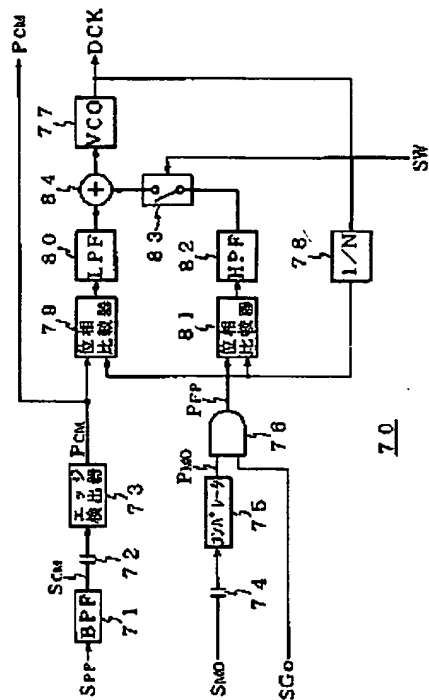 PCM
SPP
BPF
71
SCM
72
エッジ
検出器
73
PCM
位相
比較器
79
LPF
80
84
VCO
77
DCK
83
SW
SMO
74
コンパレータ
75
PMO
76
PFP
位相
比較器
81
HPF
82
1/N
78
SGo
70